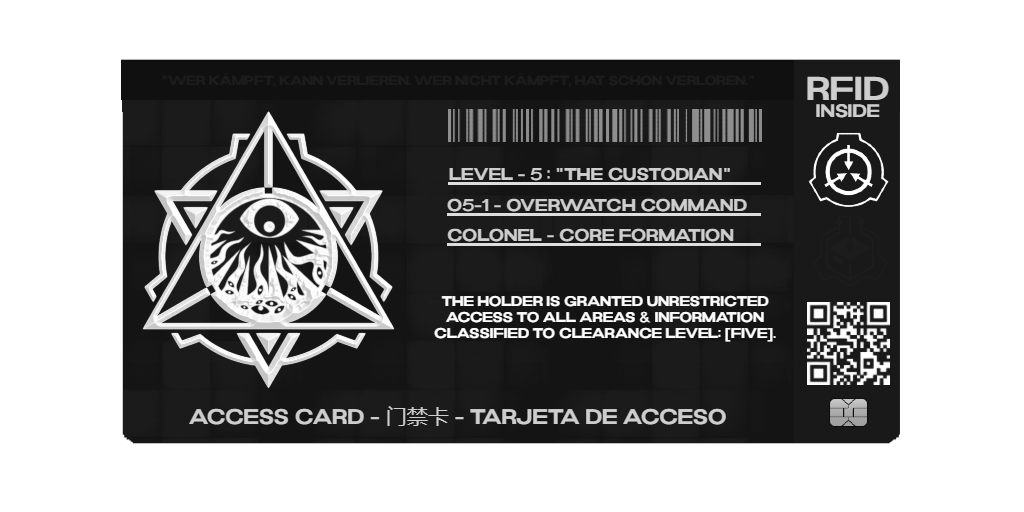 "WER KÄMPFT, KANN VERLIEREN. WER NICHT KÄMPFT, HAT SCHON VERLOREN."
RFID
INSIDE
LEVEL - 5 : "THE CUSTODIAN"
O5-1 - OVERWATCH COMMAND
COLONEL - CORE FORMATION
THE HOLDER IS GRANTED UNRESTRICTED
ACCESS TO ALL AREAS & INFORMATION
CLASSIFIED TO CLEARANCE LEVEL: [FIVE].
ACCESS CARD - 门禁卡 - TARJETA DE ACCESO